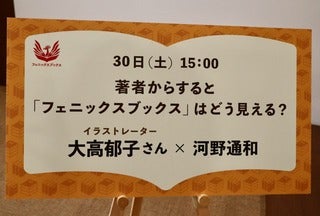 フェニックスブックス
30日(土) 15:00
著者からすると
「フェニックスブックス」はどう見える?
イラストレーター
大高郁子さん × 河野通和